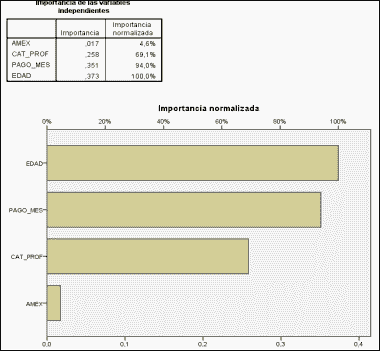 Importancia de las variables
independientes
Importancia
Importancia normalizada
AMEX ,017 4,6%
CAT_PROF ,258 69,1%
PAGO_MES ,351 94,0%
EDAD ,373 100,0%
Importancia normalizada
0% 20% 40% 60% 80% 100%
EDAD
PAGO_MES
CAT_PROF
AMEX
0,0 0,1 0,2 0,3 0,4